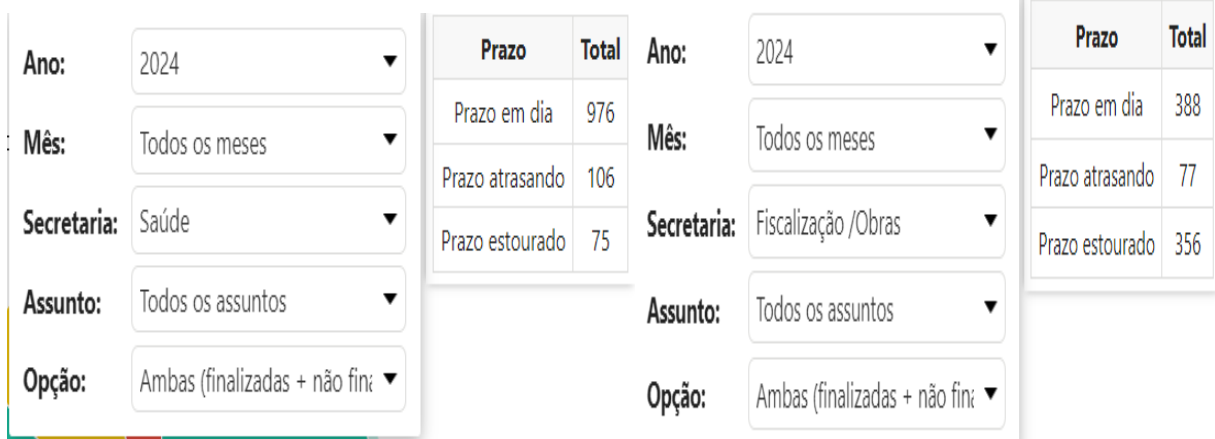 Ano: 2024
Mês: Todos os meses
Secretaria: Saúde
Assunto: Todos os assuntos
Opção: Ambas (finalizadas + não fina
Prazo Total
Prazo em dia 976
Prazo atrasando 106
Prazo estourado 75
Ano: 2024
Mês: Todos os meses
Secretaria: Fiscalização /Obras
Assunto: Todos os assuntos
Opção: Ambas (finalizadas + não fina
Prazo Total
Prazo em dia 388
Prazo atrasando 77
Prazo estourado 356